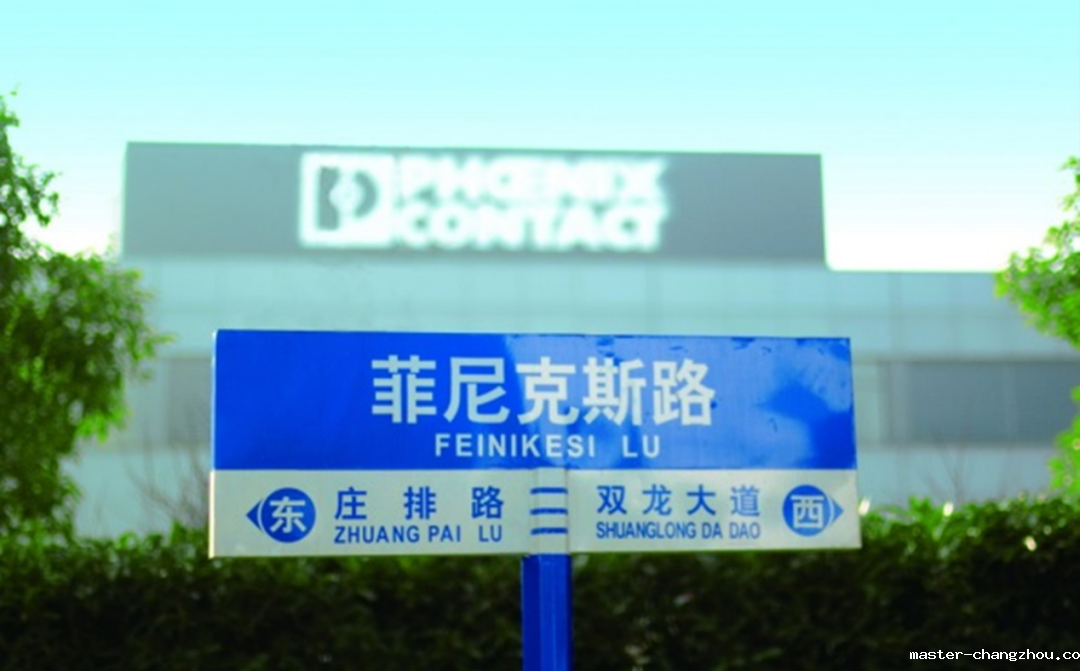 PHOENIX
CONTACT
菲尼克斯路
FEINIKESI LU
东 庄排路 双龙大道 西
ZHUANG PAI LU SHUANGLONG DA DAO
master-changzhou.co